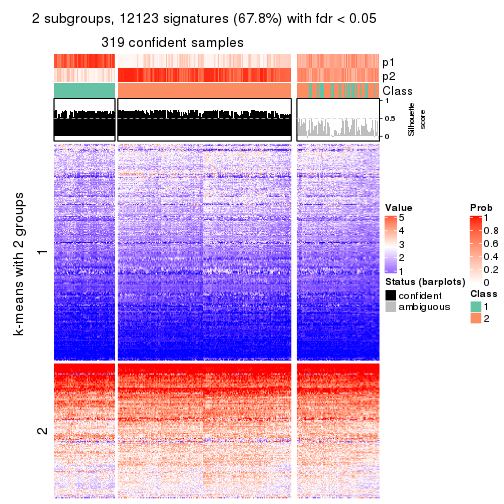 2 subgroups, 12123 signatures (67.8%) with fdr < 0.05
319 confident samples
p1
p2
Class
1
0.5
0
Silhouette
score
k-means with 2 groups
1
2
Value
5
4
3
2
1
Status (barplots)
confident
ambiguous
Prob
1
0.8
0.6
0.4
0.2
0
Class
1
2